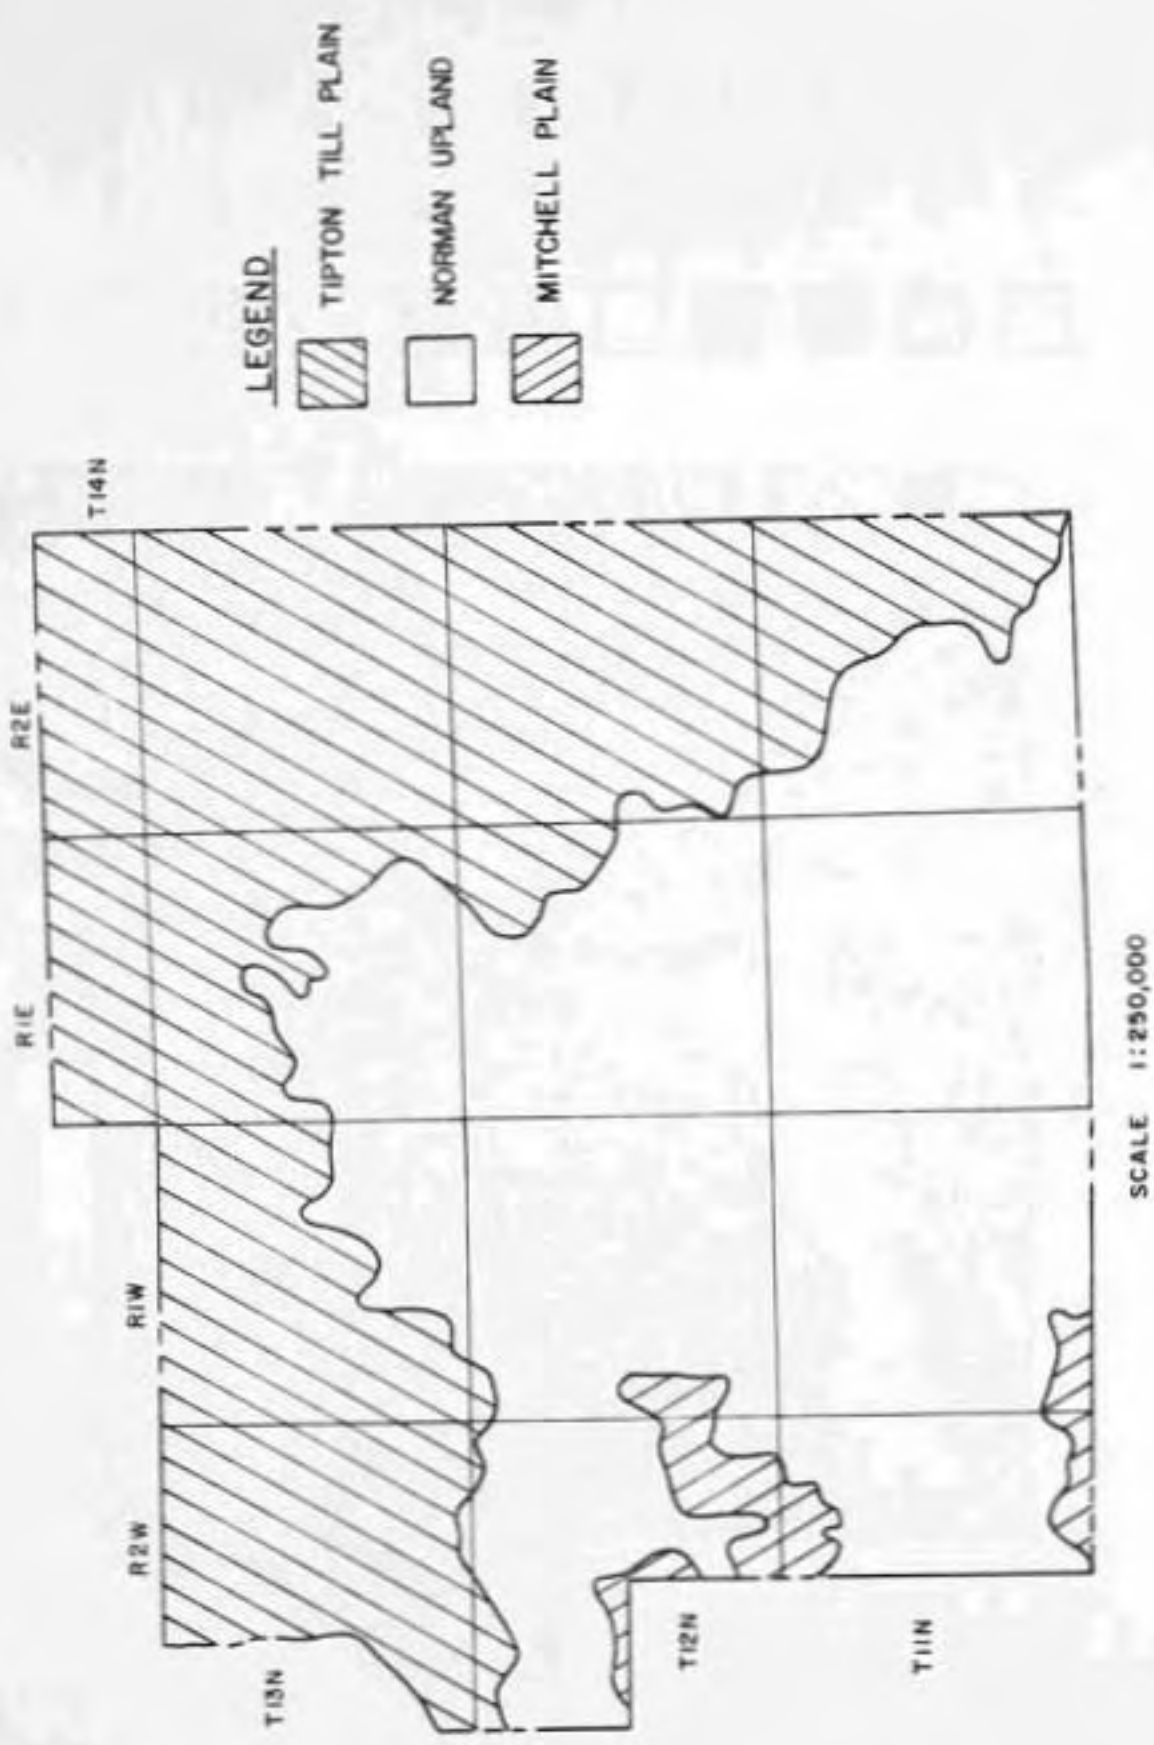 LEGEND
TIPTON TILL PLAIN
NORMAN UPLAND
MITCHELL PLAIN
R2W
R1W
R1E
R2E
T14N
T13N
T12N
T11N
SCALE 1:250,000